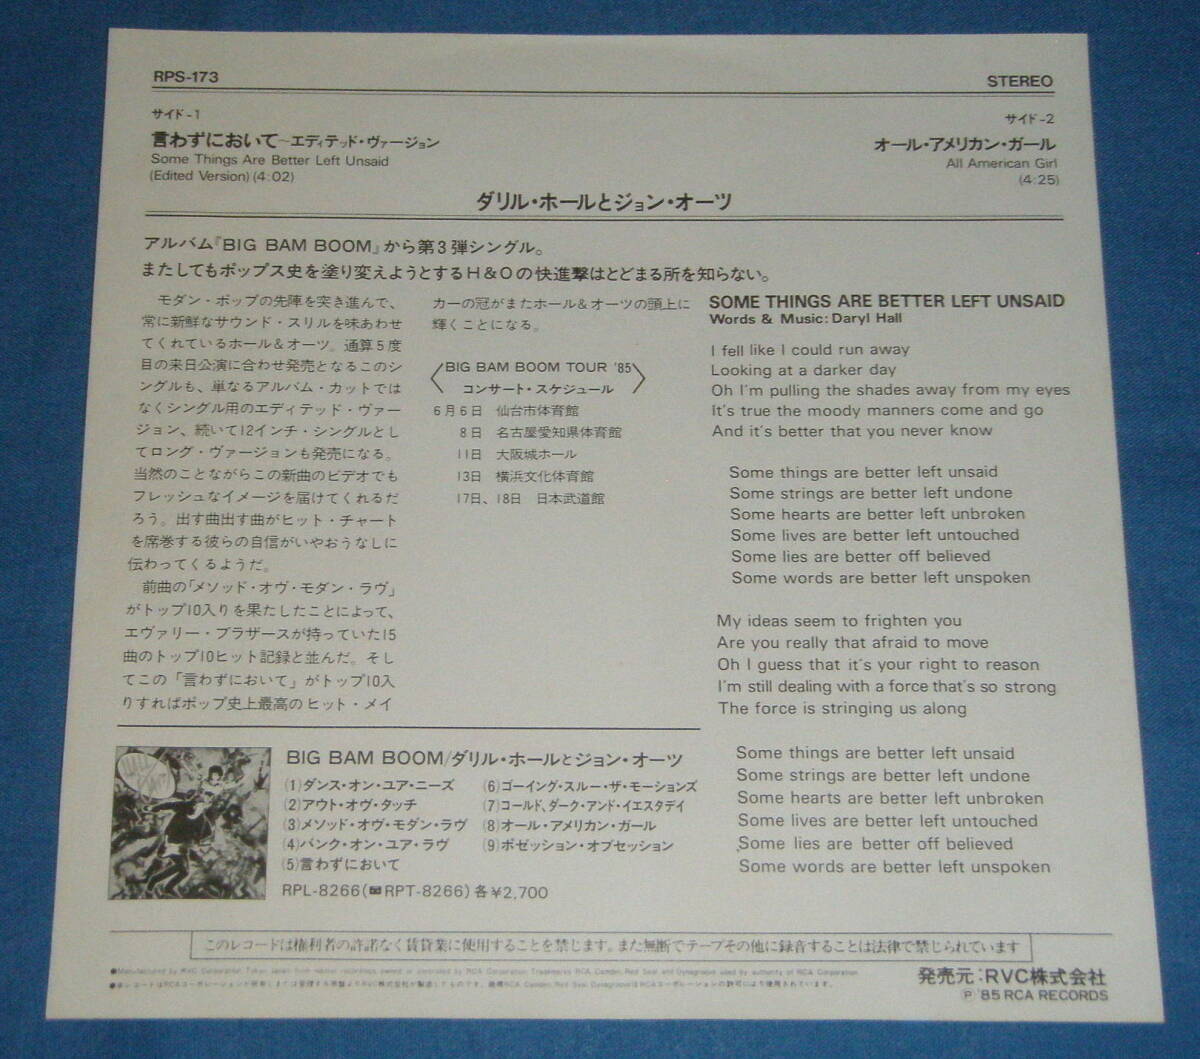 RPS-173
STEREO
サイド-1
言わずにおいて〜エディテッド・ヴァージョン
Some Things Are Better Left Unsaid
(Edited Version) (4:02)
サイド-2
オール・アメリカン・ガール
All American Girl
(4:25)
ダリル・ホールとジョン・オーツ
アルバム『BIG BAM BOOM』から第3弾シングル。
またしてもポップス史を塗り変えようとするH&Oの快進撃はとどまる所を知らない。
モダン・ポップの先陣を突き進んで、
常に新鮮なサウンド・スリルを味あわせ
てくれているホール&オーツ。通算5度
目の来日公演に合わせ発売となるこのシ
ングルも、単なるアルバム・カットでは
なくシングル用のエディテッド・ヴァー
ジョン、続いて12インチ・シングルとし
てロング・ヴァージョンも発売になる。
当然のことながらこの新曲のビデオでも
フレッシュなイメージを届けてくれるだ
ろう。出す曲出す曲がヒット・チャート
を席巻する彼らの自信がいやおうなしに
伝わってくるようだ。
前曲の「メソッド・オヴ・モダン・ラヴ」
がトップ10入りを果たしたことによって、
エヴァリー・ブラザースが持っていた15
曲のトップ10ヒット記録と並んだ。そし
てこの「言わずにおいて」がトップ10入
りすればポップ史上最高のヒット・メイ
カーの冠がまたホール&オーツの頭上に
輝くことになる。
BIG BAM BOOM TOUR '85
コンサート・スケジュール
6月6日 仙台市体育館
8日 名古屋愛知県体育館
11日 大阪城ホール
13日 横浜文化体育館
17日、18日 日本武道館
SOME THINGS ARE BETTER LEFT UNSAID
Words & Music: Daryl Hall
I fell like I could run away
Looking at a darker day
Oh I'm pulling the shades away from my eyes
It's true the moody manners come and go
And it's better that you never know
Some things are better left unsaid
Some strings are better left undone
Some hearts are better left unbroken
Some lives are better left untouched
Some lies are better off believed
Some words are better left unspoken
My ideas seem to frighten you
Are you really that afraid to move
Oh I guess that it's your right to reason
I'm still dealing with a force that's so strong
The force is stringing us along
Some things are better left unsaid
Some strings are better left undone
Some hearts are better left unbroken
Some lives are better left untouched
Some lies are better off believed
Some words are better left unspoken
BIG BAM BOOM/ダリル・ホールとジョン・オーツ
(1)ダンス・オン・ユア・ニーズ
(2)アウト・オヴ・タッチ
(3)メソッド・オヴ・モダン・ラヴ
(4)バンク・オン・ユア・ラヴ
(5)言わずにおいて
(6)ゴーイング・スルー・ザ・モーションズ
(7)コールド、ダーク・アンド・イエスタデイ
(8)オール・アメリカン・ガール
(9)ポゼッション・オブセッション
RPL-8266(RPT-8266)各¥2,700
このレコードは権利者の許諾なく賃貸業に使用することを禁じます。また無断でテープその他に録音することは法律で禁じられています
●Manufactured by RVC Corporation, Tokyo, Japan from master recordings owned or controlled by RCA Corporation Trademarks RCA, Camden, Red Seal and Dynagroove used by authority of RCA Corporation
発売元：RVC株式会社
Ⓟ '85 RCA RECORDS